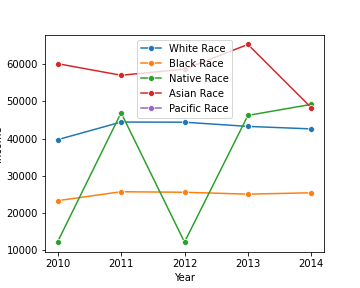 White Race
Black Race
Native Race
Asian Race
Pacific Race
60000
50000
40000
30000
20000
10000
2010 2011 2012 2013 2014
Year